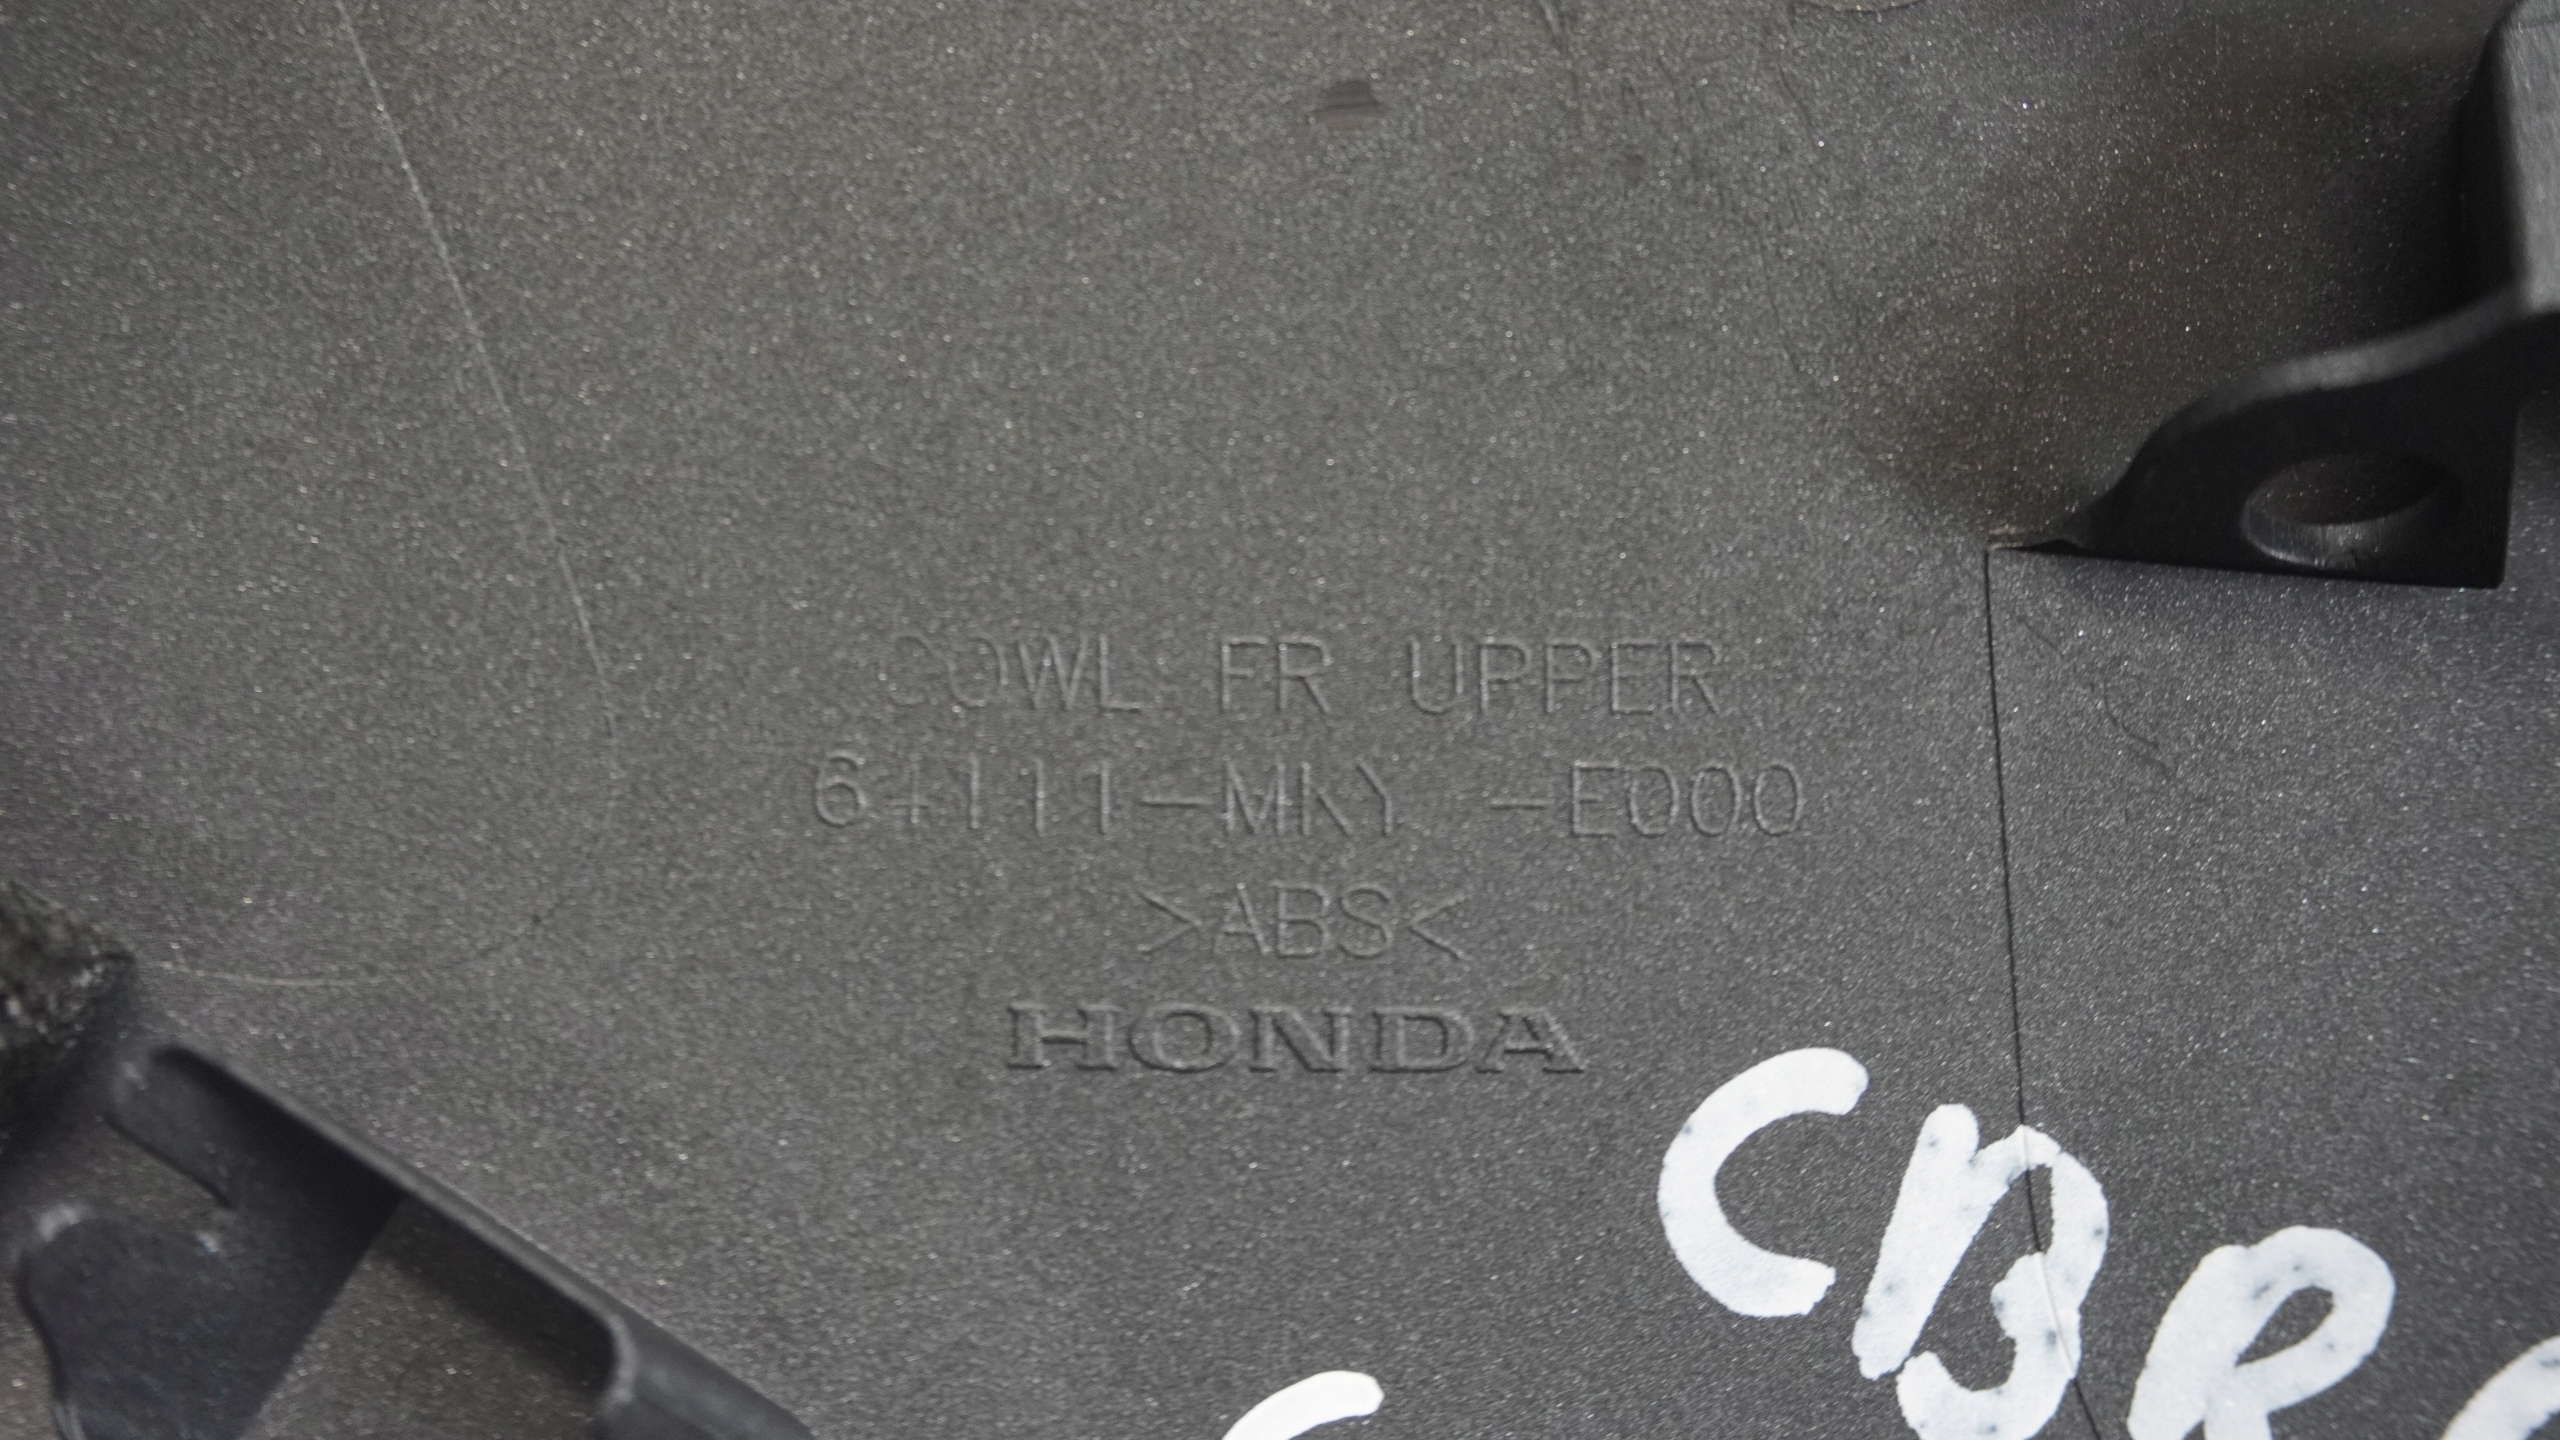 COWL FR UPPER
64111-MKY -E000
>ABS<
HONDA
CBR